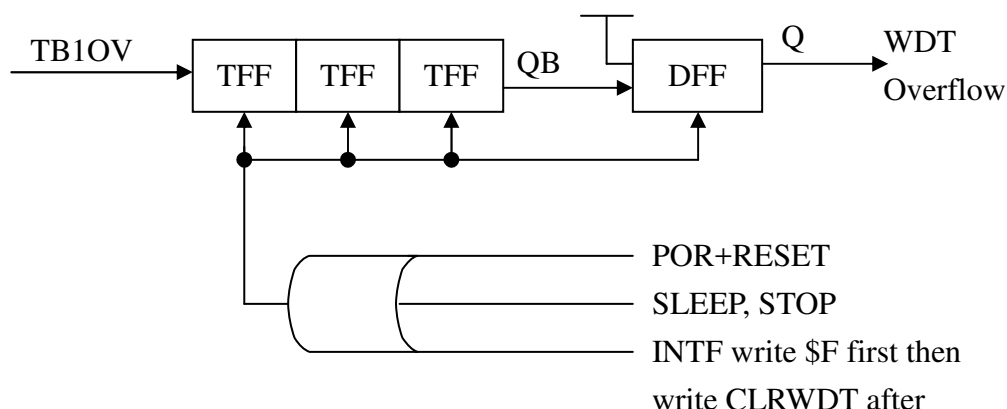 TB1OV
TFF
TFF
TFF
QB
DFF
Q
WDT
Overflow
POR+RESET
SLEEP, STOP
INTF write $F first then
write CLRWDT after